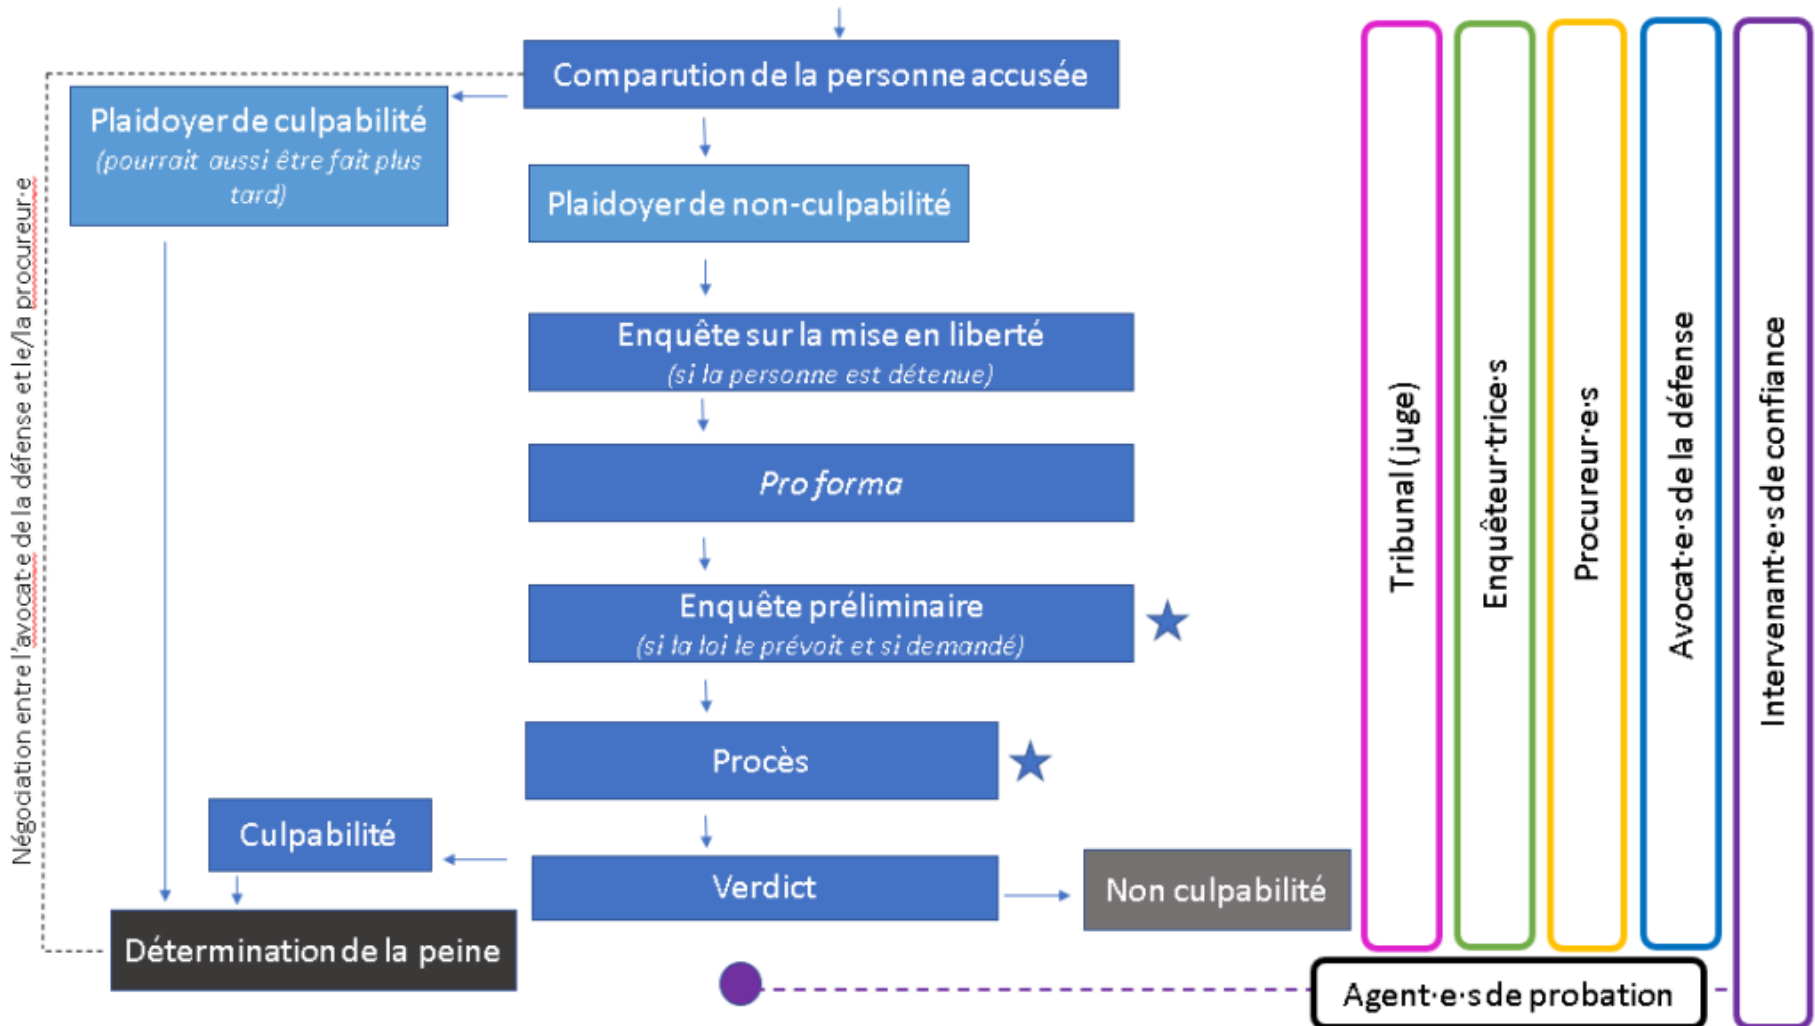 Comparution de la personne accusée
Plaidoyer de culpabilité
(pourrait aussi être fait plus
tard)
Plaidoyer de non-culpabilité
Enquête sur la mise en liberté
(si la personne est détenue)
Pro forma
Enquête préliminaire
(si la loi le prévoit et si demandé)
Procès
Culpabilité
Verdict
Non culpabilité
Détermination de la peine
Négociation entre l'avocat·e de la défense et le/la procureur·e
Tribunal (juge)
Enquêteur·trice·s
Procureur·e·s
Avocat·e·s de la défense
Intervenant·e·s de confiance
Agent·e·s de probation